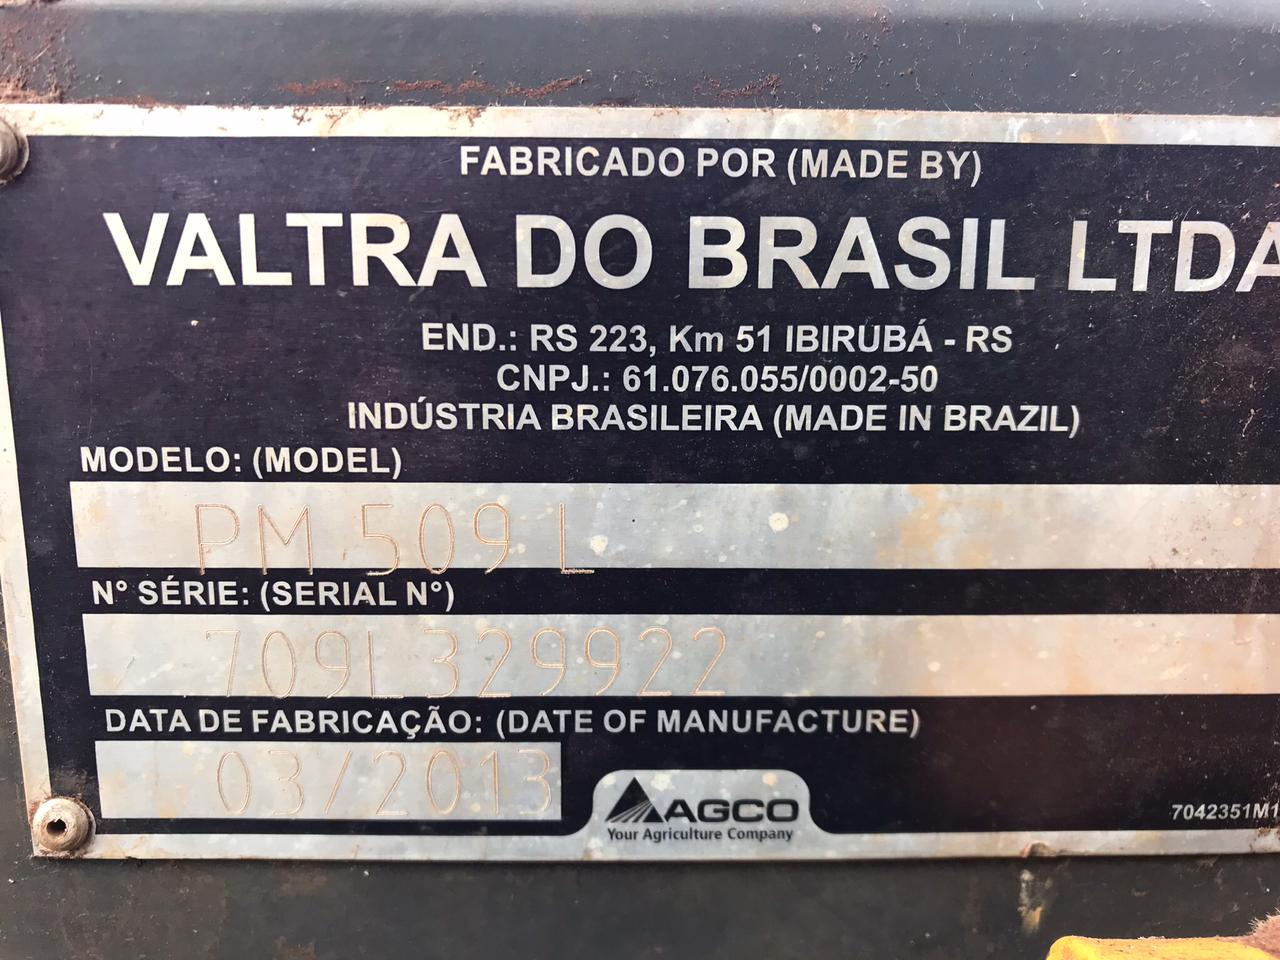 FABRICADO POR (MADE BY)
VALTRA DO BRASIL LTDA
END.: RS 223, Km 51 IBIRUBÁ - RS
CNPJ.: 61.076.055/0002-50
INDÚSTRIA BRASILEIRA (MADE IN BRAZIL)
MODELO: (MODEL)
PM 509 L
N° SÉRIE: (SERIAL N°)
709L329922
DATA DE FABRICAÇÃO: (DATE OF MANUFACTURE)
03/2013
AGCO
Your Agriculture Company
7042351M1